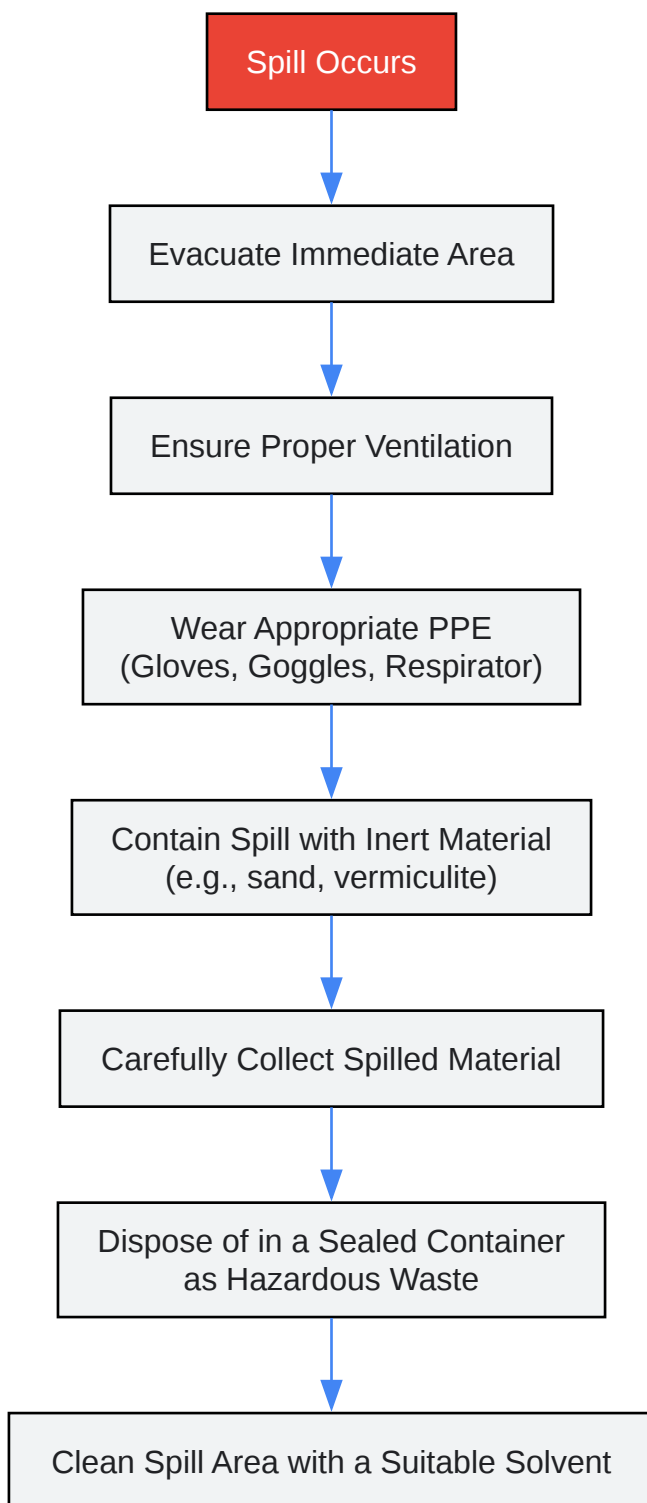 Spill Occurs
Evacuate Immediate Area
Ensure Proper Ventilation
Wear Appropriate PPE
(Gloves, Goggles, Respirator)
Contain Spill with Inert Material
(e.g., sand, vermiculite)
Carefully Collect Spilled Material
Dispose of in a Sealed Container
as Hazardous Waste
Clean Spill Area with a Suitable Solvent